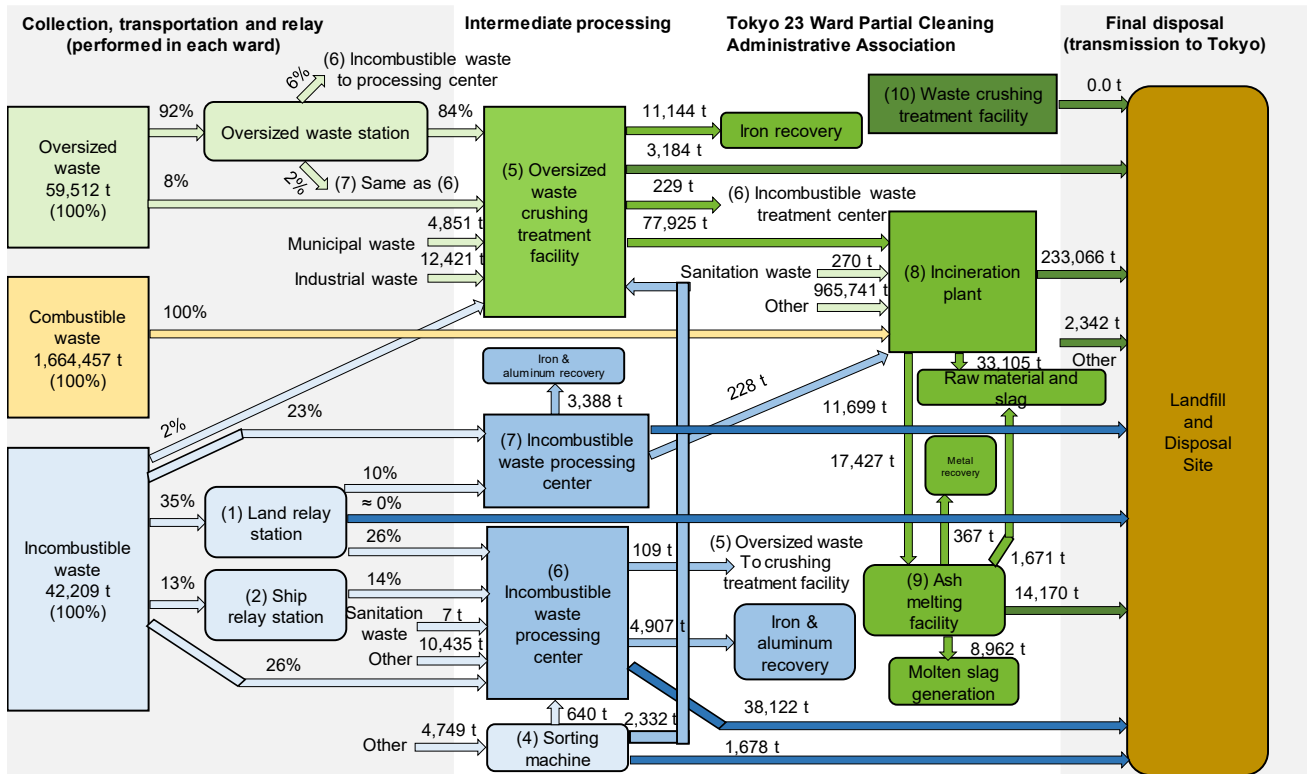 Collection, transportation and relay
(performed in each ward)
Intermediate processing
Tokyo 23 Ward Partial Cleaning
Administrative Association
Final disposal
(transmission to Tokyo)
Oversized
waste
59,512 t
(100%)
92%
8%
6%
(6) Incombustible waste
to processing center
Oversized waste station
84%
2%
(7) Same as (6)
4,851 t
Municipal waste
12,421 t
Industrial waste
(5) Oversized
waste
crushing
treatment
facility
11,144 t
Iron recovery
3,184 t
229 t
(6) Incombustible waste
treatment center
77,925 t
(10) Waste crushing
treatment facility
0.0 t
Sanitation waste
270 t
Other
965,741 t
(8) Incineration
plant
233,066 t
2,342 t
Other
Combustible
waste
1,664,457 t
(100%)
100%
33,105 t
Raw material and
slag
Iron &
aluminum recovery
3,388 t
228 t
11,699 t
17,427 t
2%
23%
(7) Incombustible
waste processing
center
Metal
recovery
Landfill
and
Disposal
Site
Incombustible
waste
42,209 t
(100%)
35%
(1) Land relay
station
10%
≈ 0%
26%
13%
(2) Ship
relay station
14%
Sanitation
waste
7 t
Other
10,435 t
26%
(6)
Incombustible
waste
processing
center
109 t
(5) Oversized waste
To crushing
treatment facility
4,907 t
Iron &
aluminum
recovery
367 t
1,671 t
(9) Ash
melting
facility
14,170 t
8,962 t
Molten slag
generation
640 t
2,332 t
38,122 t
Other
4,749 t
(4) Sorting
machine
1,678 t